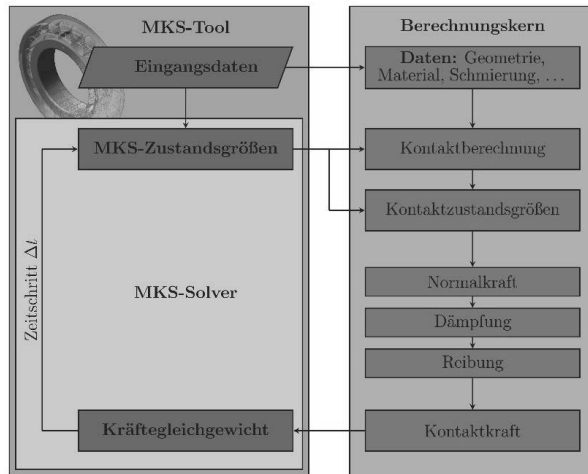 MKS-Tool
Eingangsdaten
MKS-Zustandsgrößen
Zeitschritt Δt
MKS-Solver
Kräftegleichgewicht
Berechnungskern
Daten: Geometrie,
Material, Schmierung, …
Kontaktberechnung
Kontaktzustandsgrößen
Normalkraft
Dämpfung
Reibung
Kontaktkraft